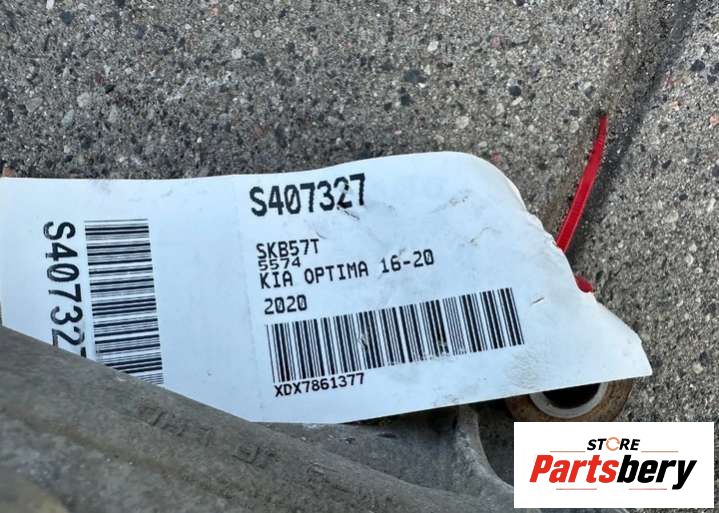 S407327
S407327
SKB57T
5574
KIA OPTIMA 16-20
2020
XDX7861377
STORE
Partsbery